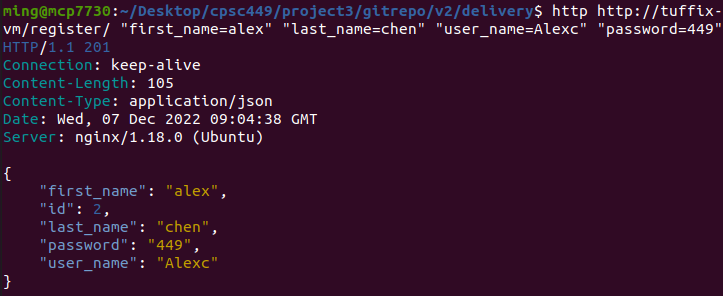 ming@mcp7730:~/Desktop/cpsc449/project3/gitrepo/v2/delivery$ http http://tuffix-
vm/register/ "first_name=alex" "last_name=chen" "user_name=Alexc" "password=449"
HTTP/1.1 201
Connection: keep-alive
Content-Length: 105
Content-Type: application/json
Date: Wed, 07 Dec 2022 09:04:38 GMT
Server: nginx/1.18.0 (Ubuntu)

{
    "first_name": "alex",
    "id": 2,
    "last_name": "chen",
    "password": "449",
    "user_name": "Alexc"
}